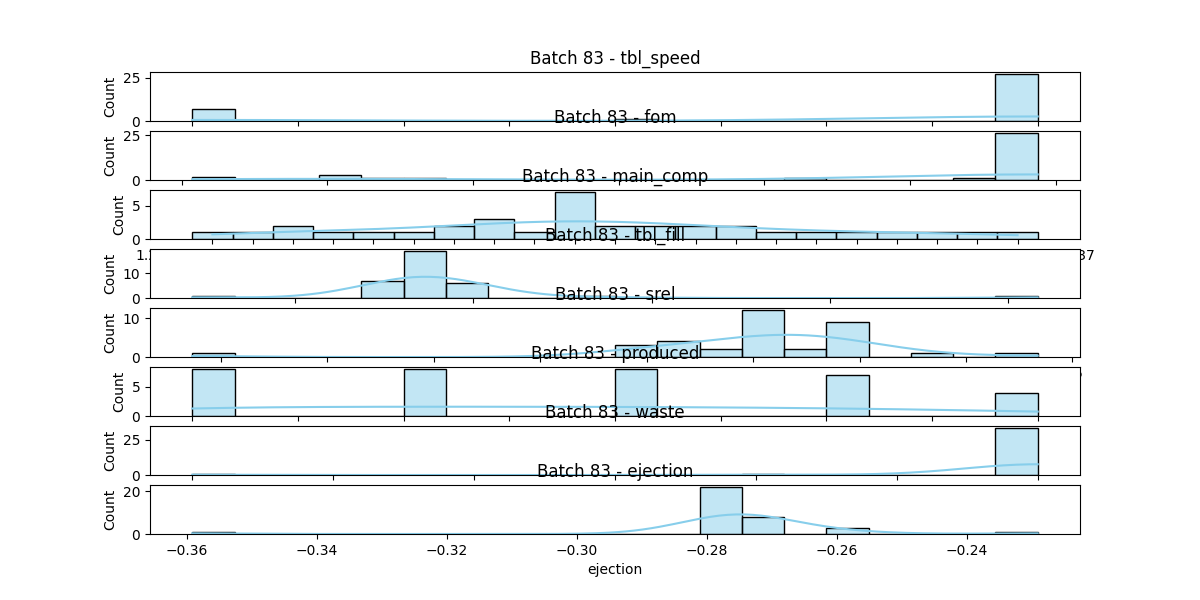 Batch 83 - tbl_speed
25
0
Count
Batch 83 - fom
25
0
Count
Batch 83 - main_comp
5
0
Count
1.
37
Batch 83 - tbl_fill
10
0
Count
Batch 83 - srel
10
0
Count
Batch 83 - produced
5
0
Count
Batch 83 - waste
25
0
Count
Batch 83 - ejection
20
0
Count
−0.36 −0.34 −0.32 −0.30 −0.28 −0.26 −0.24
ejection